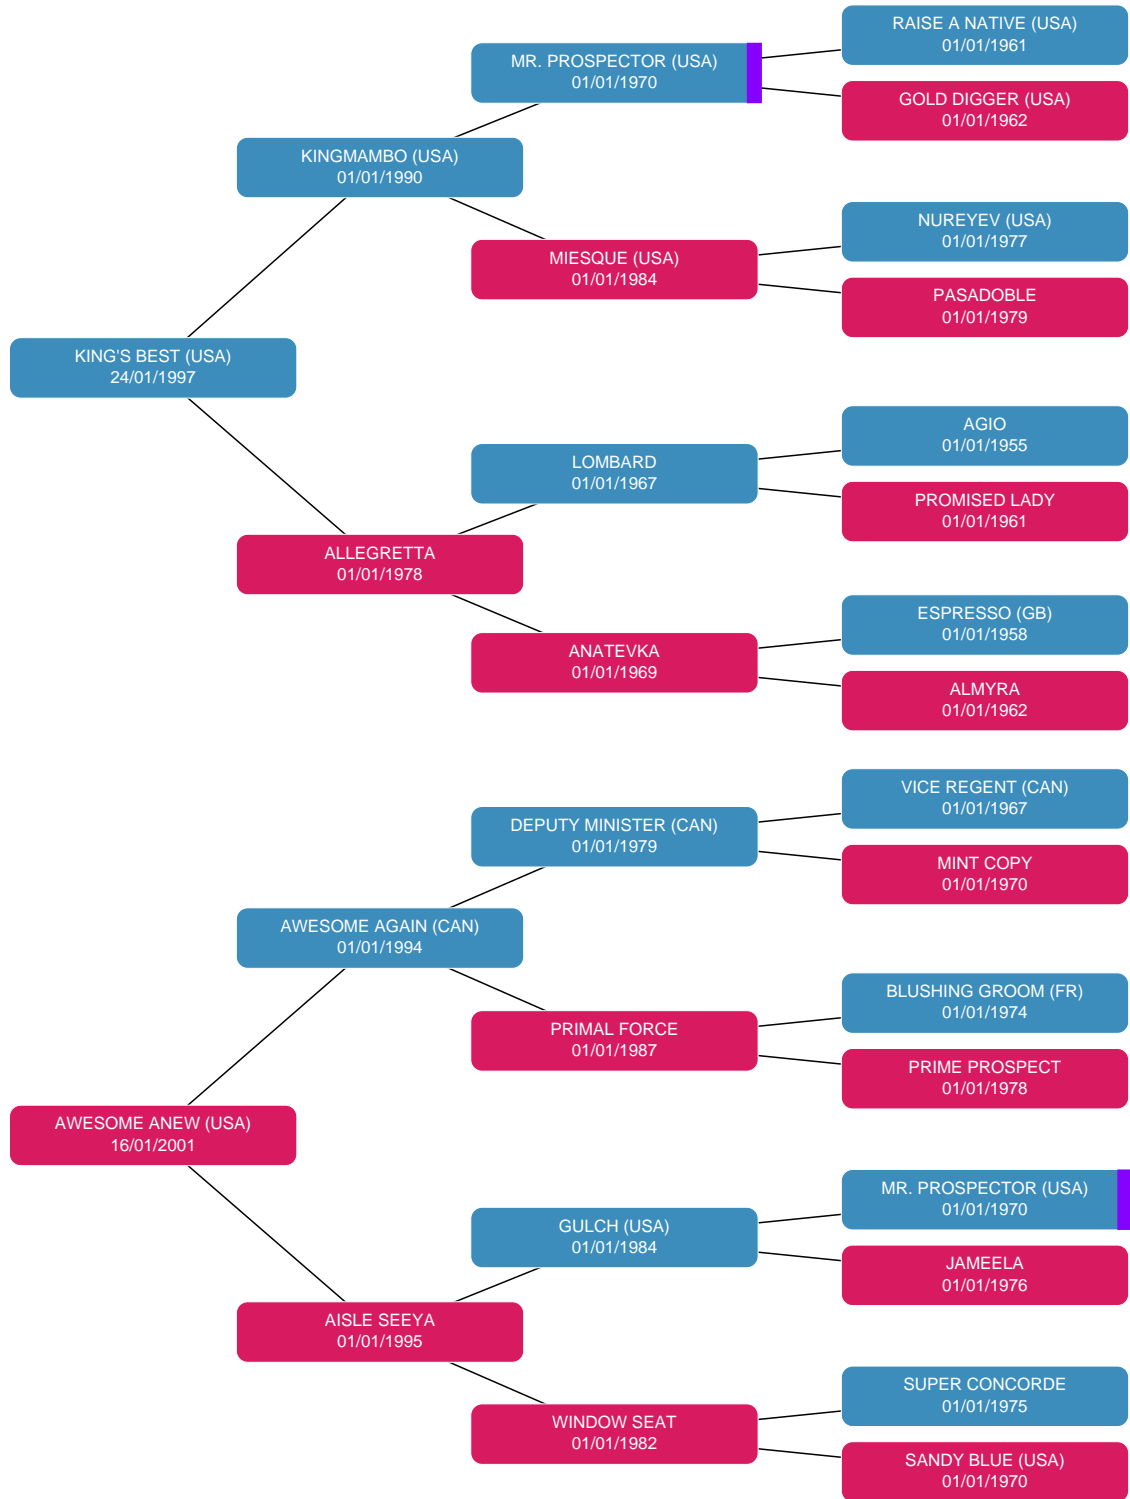 RAISE A NATIVE (USA)
01/01/1961
MR. PROSPECTOR (USA)
01/01/1970
GOLD DIGGER (USA)
01/01/1962
KINGMAMBO (USA)
01/01/1990
NUREYEV (USA)
01/01/1977
MIESQUE (USA)
01/01/1984
PASADOBLE
01/01/1979
KING'S BEST (USA)
24/01/1997
AGIO
01/01/1955
LOMBARD
01/01/1967
PROMISED LADY
01/01/1961
ALLEGRETTA
01/01/1978
ESPRESSO (GB)
01/01/1958
ANATEVKA
01/01/1969
ALMYRA
01/01/1962
VICE REGENT (CAN)
01/01/1967
DEPUTY MINISTER (CAN)
01/01/1979
MINT COPY
01/01/1970
AWESOME AGAIN (CAN)
01/01/1994
BLUSHING GROOM (FR)
01/01/1974
PRIMAL FORCE
01/01/1987
PRIME PROSPECT
01/01/1978
AWESOME ANEW (USA)
16/01/2001
MR. PROSPECTOR (USA)
01/01/1970
GULCH (USA)
01/01/1984
JAMEELA
01/01/1976
AISLE SEEYA
01/01/1995
SUPER CONCORDE
01/01/1975
WINDOW SEAT
01/01/1982
SANDY BLUE (USA)
01/01/1970